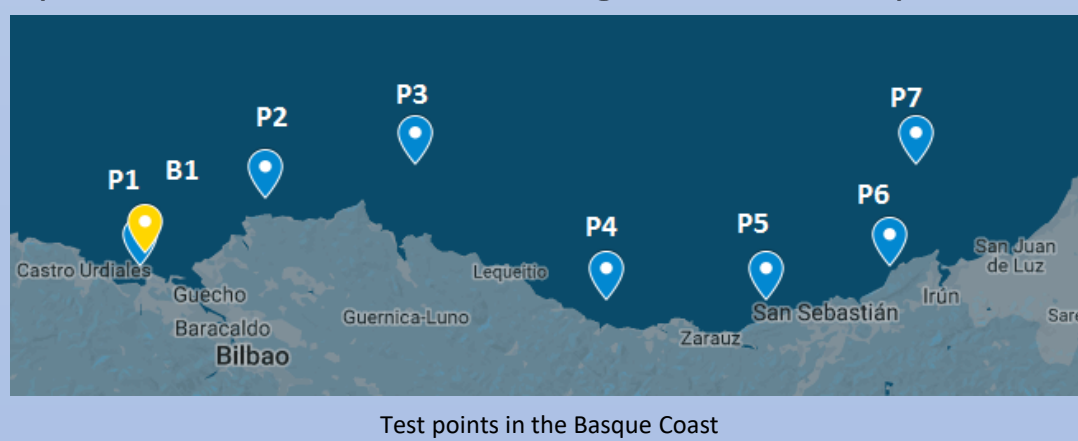 P3
P7
P2
B1
P1
P6
P4
P5
San Juan
de Luz
Castro Urdiales
Lequeitio
Guecho
Irún
San Sebastián
Guernica-Luno
Sare
Baracaldo
Zarauz
Bilbao
Test points in the Basque Coast